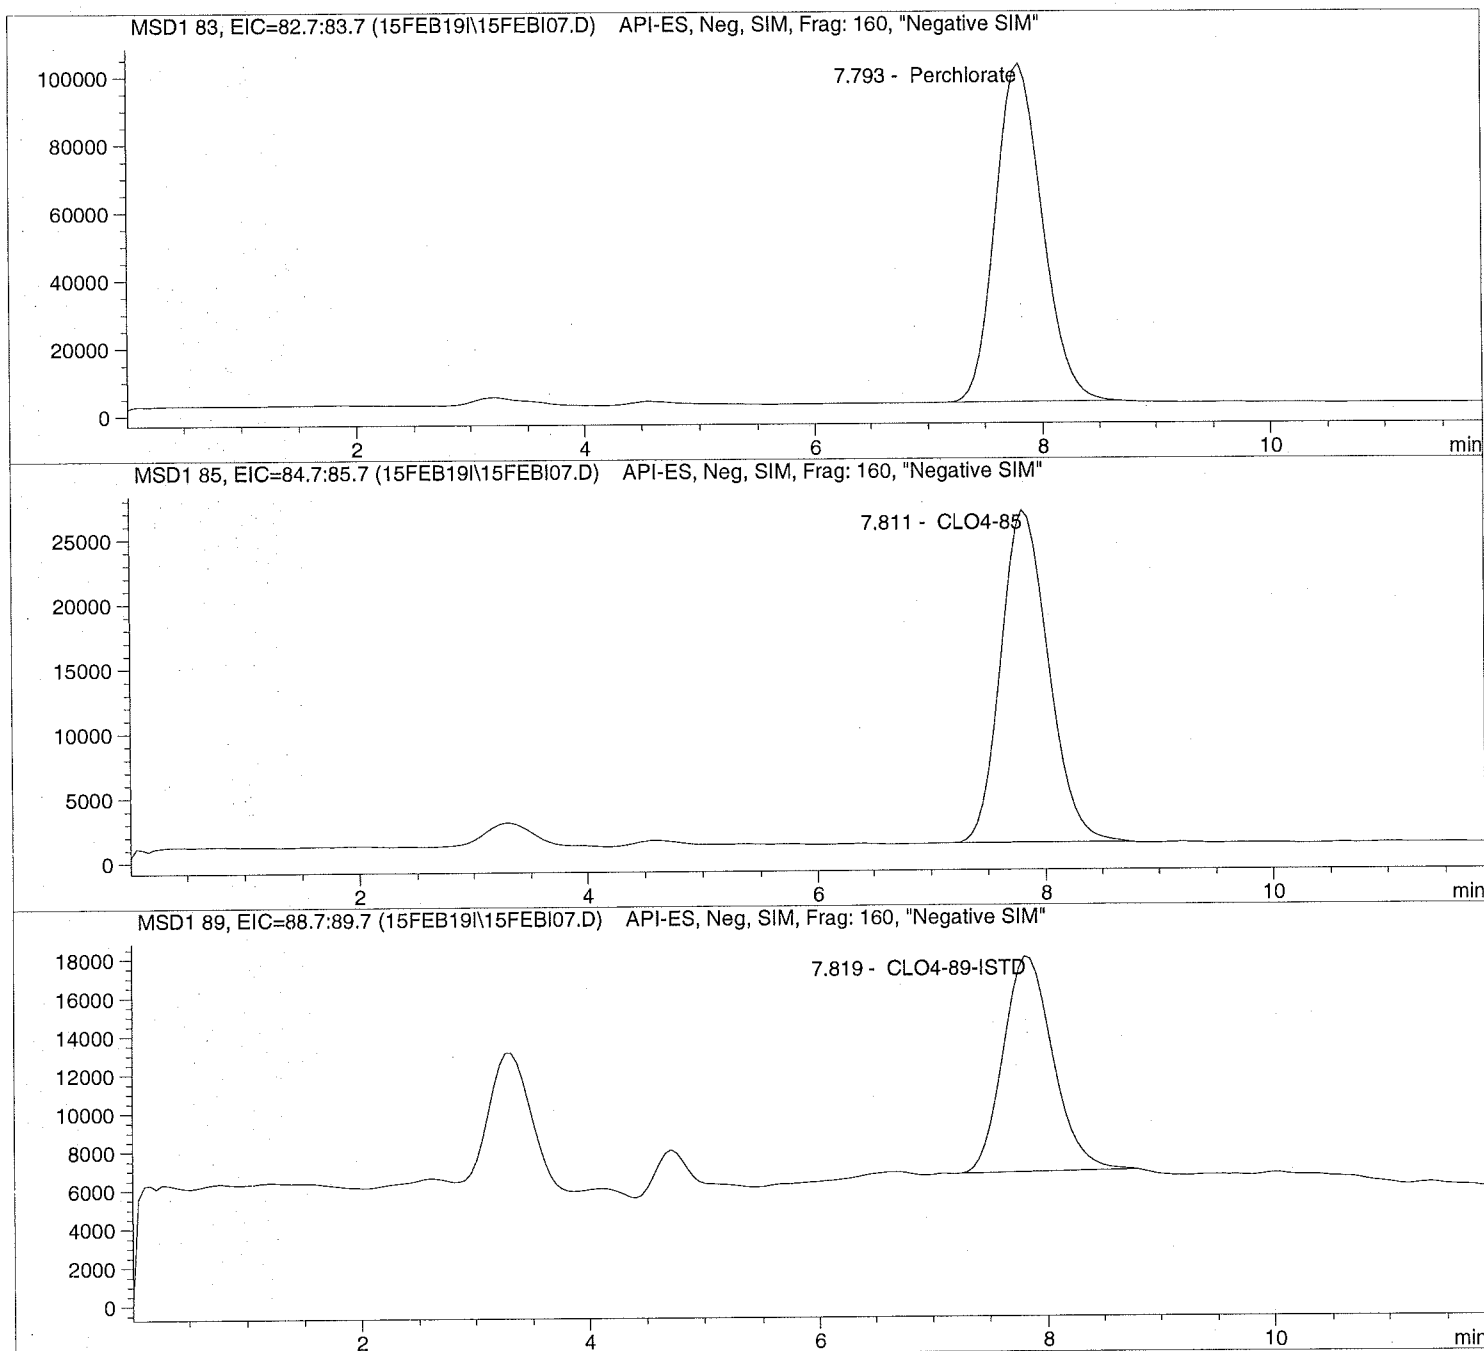 MSD1 83, EIC=82.7:83.7 (15FEB19I\15FEBI07.D) API-ES, Neg, SIM, Frag: 160, "Negative SIM"
7.793 - Perchlorate
100000
80000
60000
40000
20000
0
2 4 6 8 10 min
MSD1 85, EIC=84.7:85.7 (15FEB19I\15FEBI07.D) API-ES, Neg, SIM, Frag: 160, "Negative SIM"
7.811 - CLO4-85
25000
20000
15000
10000
5000
0
2 4 6 8 10 min
MSD1 89, EIC=88.7:89.7 (15FEB19I\15FEBI07.D) API-ES, Neg, SIM, Frag: 160, "Negative SIM"
7.819 - CLO4-89-ISTD
18000
16000
14000
12000
10000
8000
6000
4000
2000
0
2 4 6 8 10 min